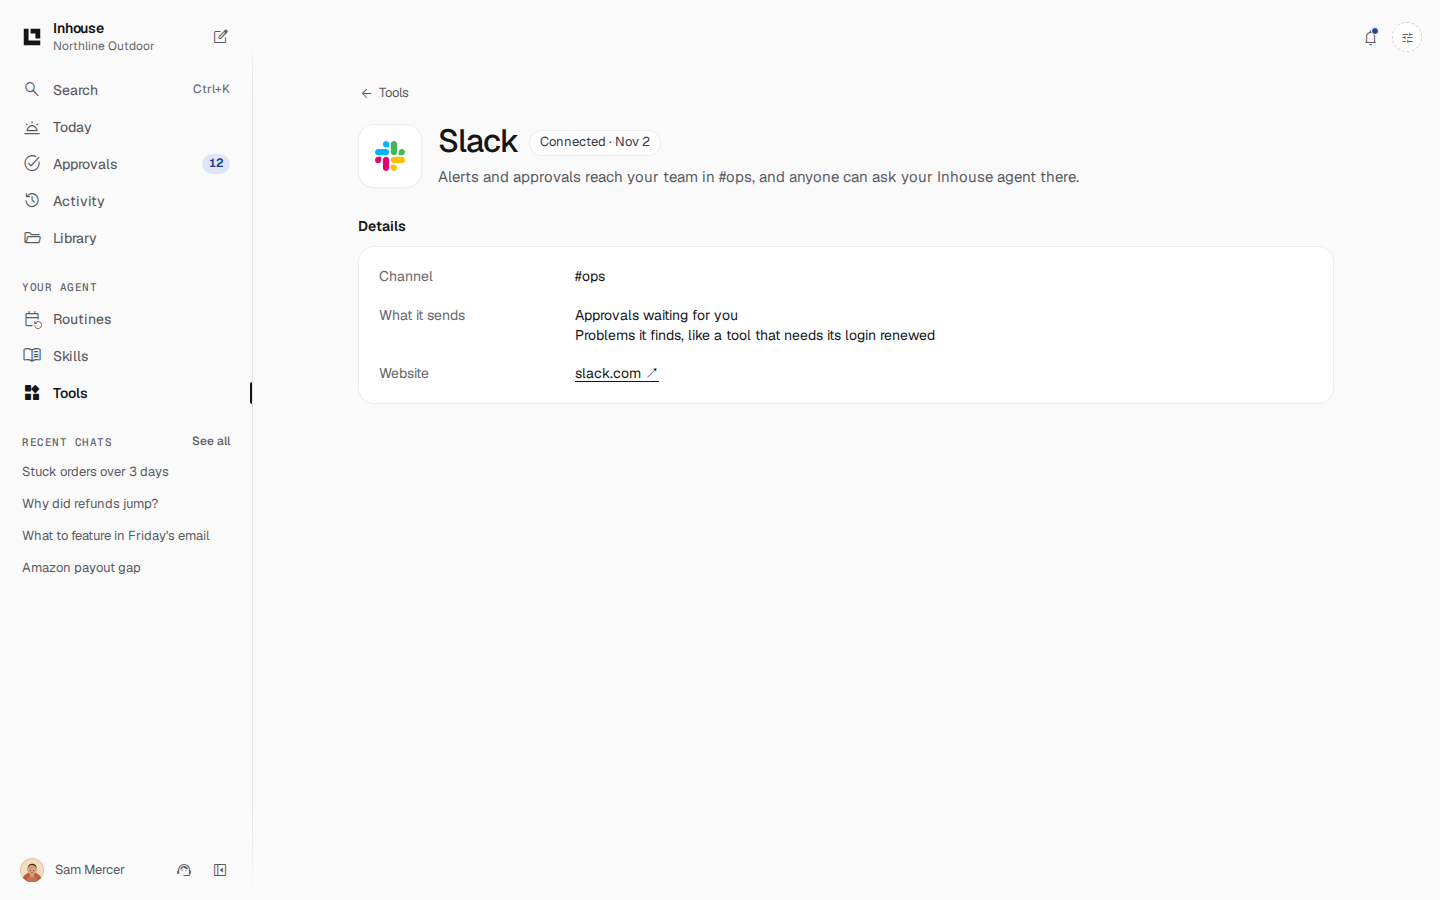 Inhouse
Northline Outdoor
Search Ctrl+K
Today
Approvals 12
Activity
Library
YOUR AGENT
Routines
Skills
Tools
RECENT CHATS See all
Stuck orders over 3 days
Why did refunds jump?
What to feature in Friday's email
Amazon payout gap
Sam Mercer
← Tools
Slack Connected · Nov 2
Alerts and approvals reach your team in #ops, and anyone can ask your Inhouse agent there.
Details
Channel #ops
What it sends Approvals waiting for you
Problems it finds, like a tool that needs its login renewed
Website slack.com ↗